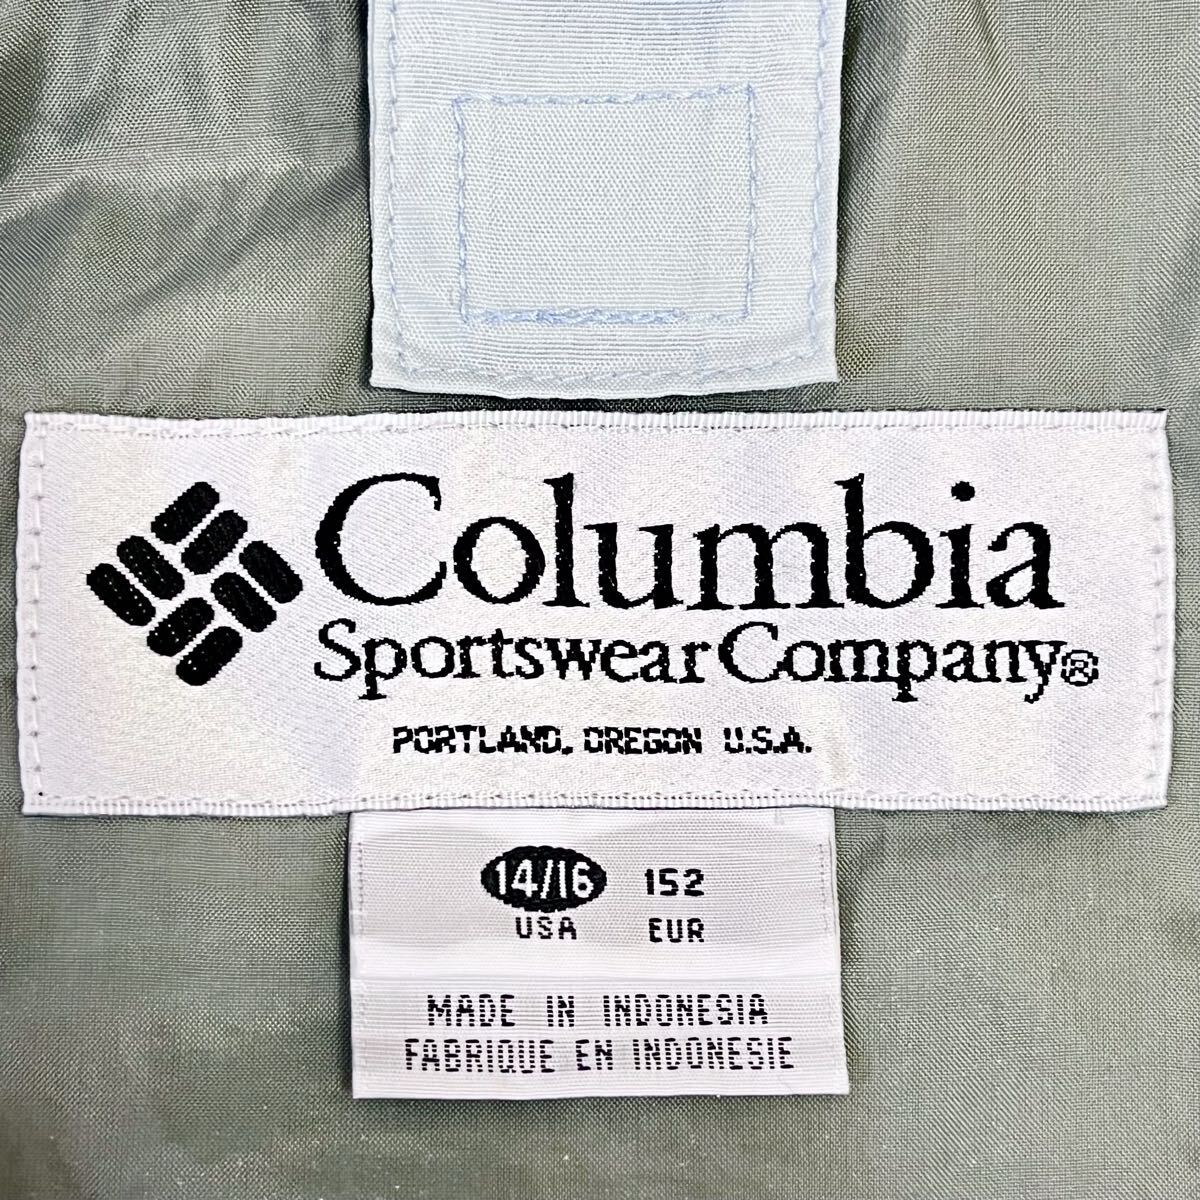 Columbia
Sportswear Company®
PORTLAND, OREGON U.S.A.
14/16 152
USA EUR
MADE IN INDONESIA
FABRIQUE EN INDONESIE